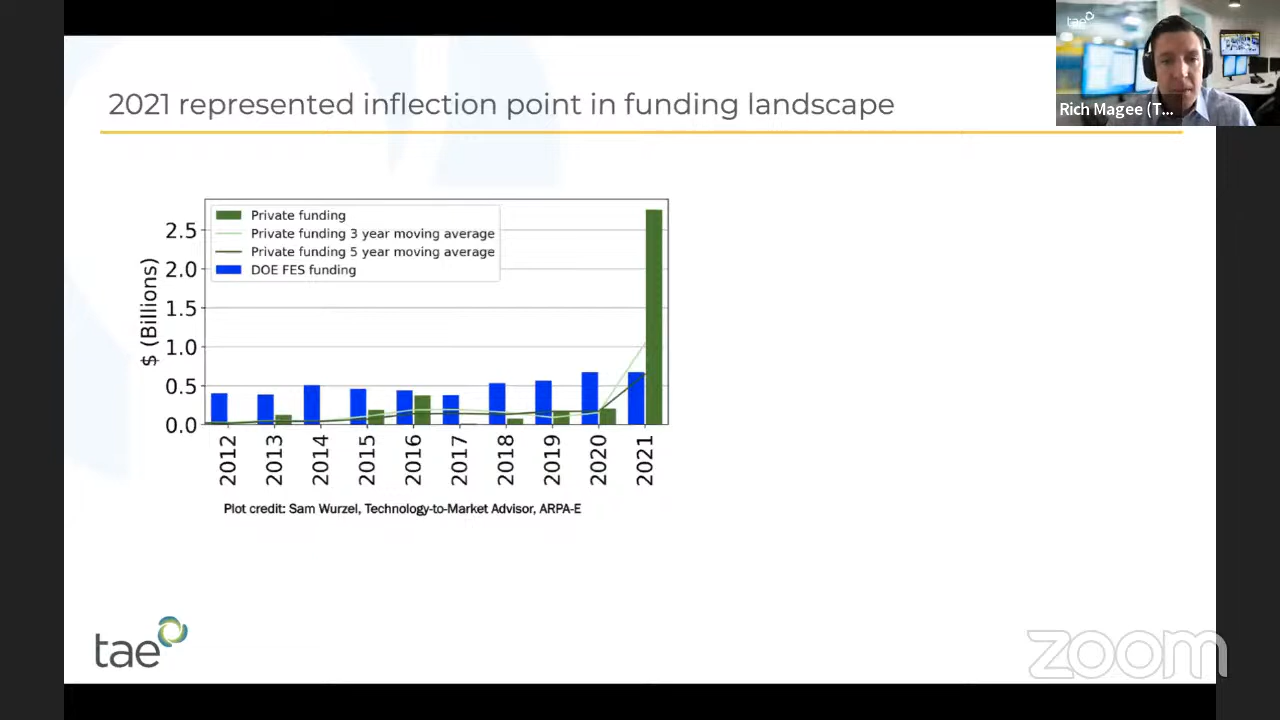 tae
Rich Magee (T...
2021 represented inflection point in funding landscape
Private funding
Private funding 3 year moving average
Private funding 5 year moving average
DOE FES funding
$ (Billions)
2.5
2.0
1.5
1.0
0.5
0.0
2012
2013
2014
2015
2016
2017
2018
2019
2020
2021
Plot credit: Sam Wurzel, Technology-to-Market Advisor, ARPA-E
tae
zoom